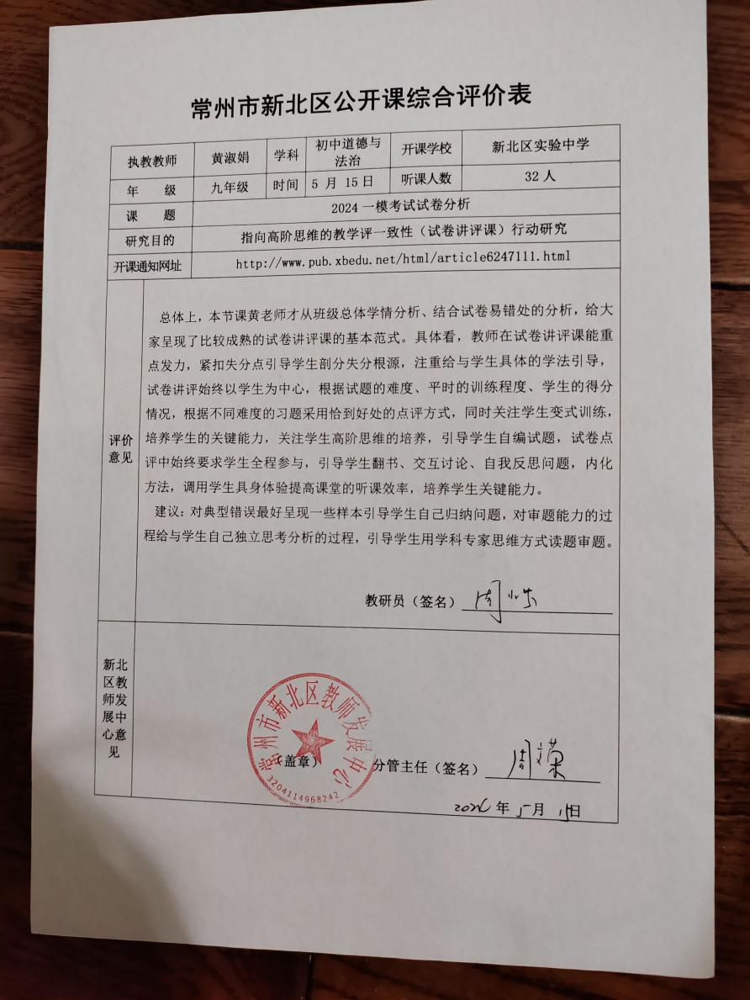 常州市新北区公开课综合评价表
执教教师 黄淑娟 学科 初中道德与法治 开课学校 新北区实验中学
年 级 九年级 时间 5 月 15日 听课人数 32 人
课 题 2024 一模考试试卷分析
研究目的 指向高阶思维的教学评一致性（试卷讲评课）行动研究
开课通知网址 http://www.pub.xbedu.net/html/article6247111.html
评价意见
总体上，本节课黄老师才从班级总体学情分析、结合试卷易错处的分析，给大
家呈现了比较成熟的试卷讲评课的基本范式。具体看，教师在试卷讲评课能重
点发力，紧扣失分点引导学生剖分失分根源，注重给与学生具体的学法引导，
试卷讲评始终以学生为中心，根据试题的难度、平时的训练程度、学生的得分
情况，根据不同难度的习题采用恰到好处的点评方式，同时关注学生变式训练，
培养学生的关键能力，关注学生高阶思维的培养，引导学生自编试题，试卷点
评中始终要求学生全程参与，引导学生翻书、交互讨论、自我反思问题，内化
方法，调用学生具身体验提高课堂的听课效率，培养学生关键能力。
建议：对典型错误最好呈现一些样本引导学生自己归纳问题，对审题能力的过
程给与学生自己独立思考分析的过程，引导学生用学科专家思维方式读题审题。
教研员（签名）
新北区教师发展中心意见
常州市新北区教师发展中心
3204114968242
（盖章） 分管主任（签名）
2024 年 5 月 15日